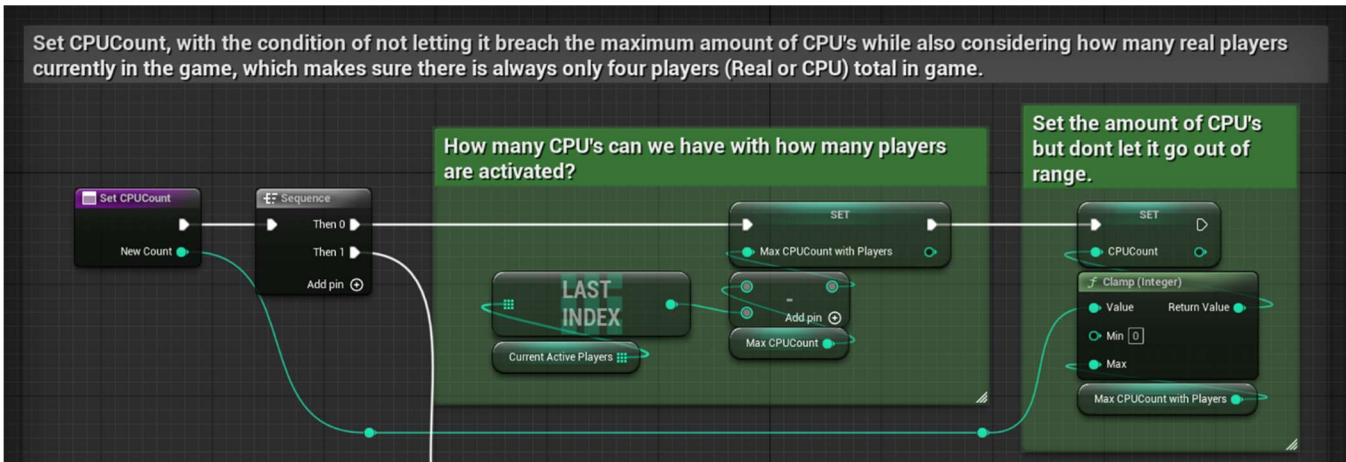 Set CPUCount, with the condition of not letting it breach the maximum amount of CPU's while also considering how many real players
currently in the game, which makes sure there is always only four players (Real or CPU) total in game.
How many CPU's can we have with how many players
are activated?
Set the amount of CPU's
but dont let it go out of
range.
Set CPUCount
New Count
Sequence
Then 0
Then 1
Add pin
LAST
INDEX
Current Active Players
SET
Max CPUCount with Players
-
Add pin
Max CPUCount
SET
CPUCount
f Clamp (Integer)
Value Return Value
Min 0
Max
Max CPUCount with Players